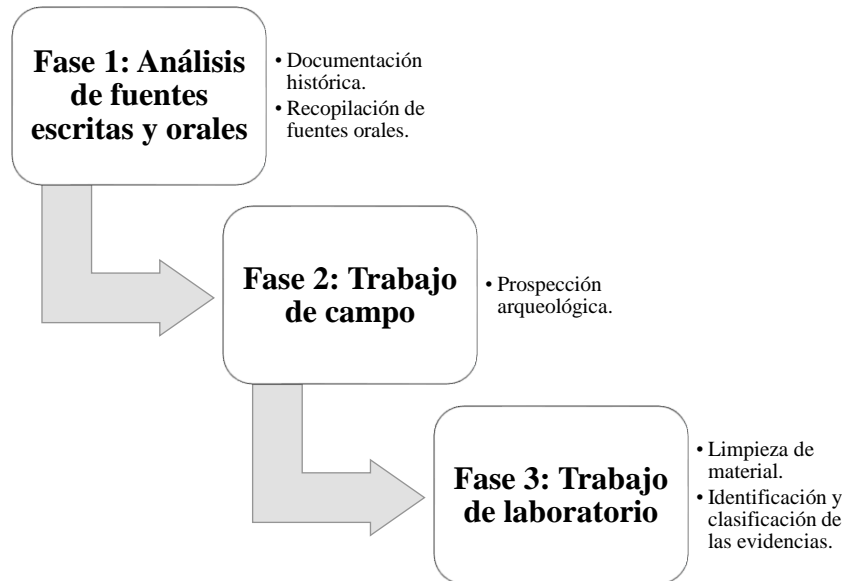 Fase 1: Análisis
de fuentes
escritas y orales
• Documentación
histórica.
• Recopilación de
fuentes orales.
Fase 2: Trabajo
de campo
• Prospección
arqueológica.
Fase 3: Trabajo
de laboratorio
• Limpieza de
material.
• Identificación y
clasificación de
las evidencias.